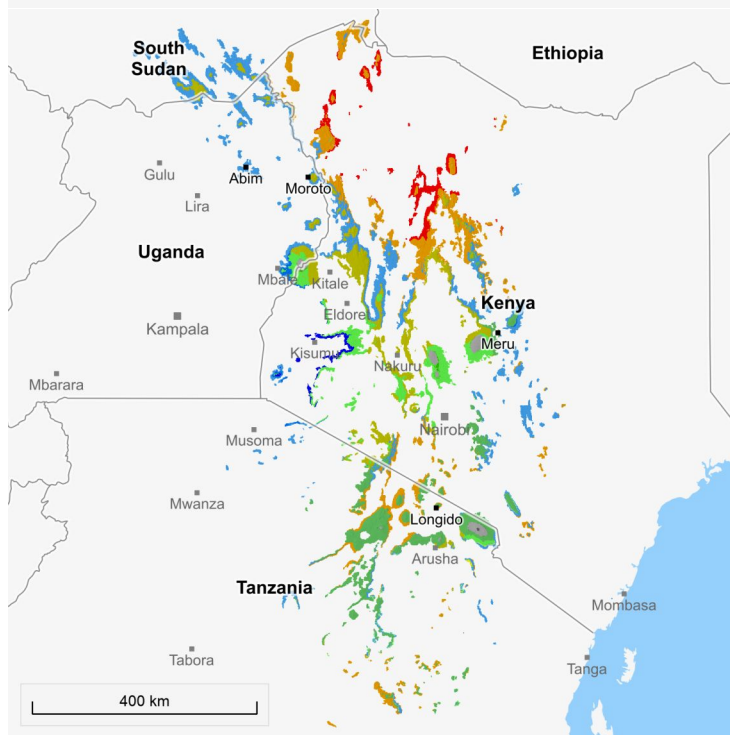 South
Sudan
Ethiopia
Gulu
Abim
Moroto
Lira
Uganda
Mbale
Kitale
Eldoret
Kenya
Kampala
Kisumu
Meru
Nakuru
Mbarara
Nairobi
Musoma
Mwanza
Longido
Arusha
Tanzania
Mombasa
Tabora
Tanga
400 km